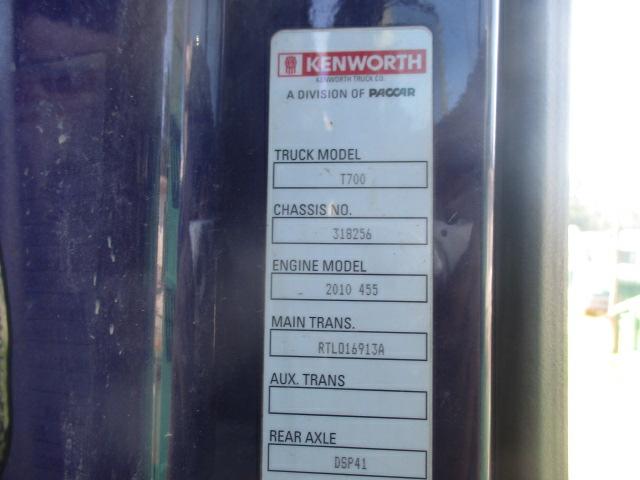 KENWORTH
KENWORTH TRUCK CO.
A DIVISION OF PACCAR
TRUCK MODEL
T700
CHASSIS NO.
318256
ENGINE MODEL
2010 455
MAIN TRANS.
RTLO16913A
AUX. TRANS
REAR AXLE
DSP41